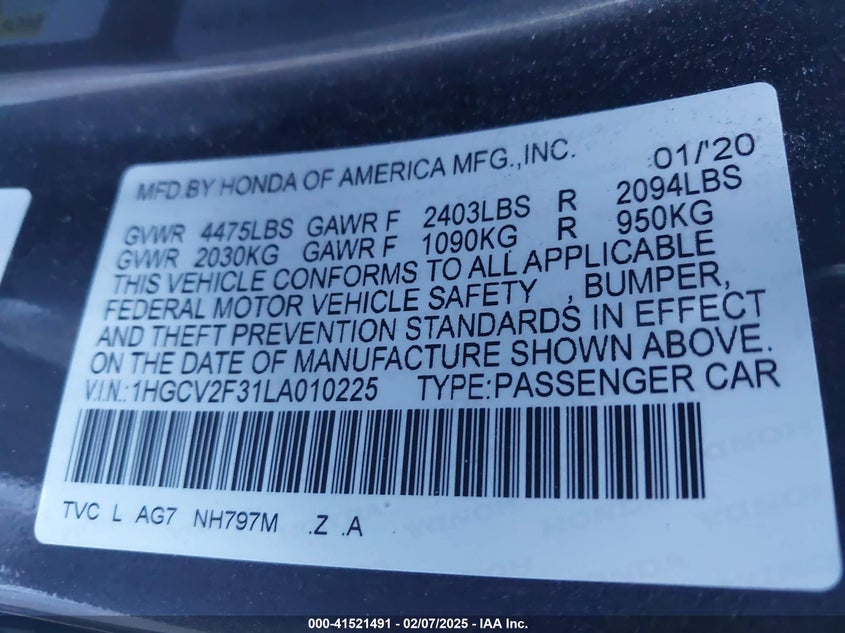 MFD.BY HONDA OF AMERICA MFG.,INC. 01/'20
GVWR 4475LBS GAWR F 2403LBS R 2094LBS
GVWR 2030KG GAWR F 1090KG R 950KG
THIS VEHICLE CONFORMS TO ALL APPLICABLE
FEDERAL MOTOR VEHICLE SAFETY , BUMPER,
AND THEFT PREVENTION STANDARDS IN EFFECT
ON THE DATE OF MANUFACTURE SHOWN ABOVE.
V.I.N.:1HGCV2F31LA010225 TYPE:PASSENGER CAR
TVC L AG7 NH797M .Z .A
000-41521491 - 02/07/2025 - IAA Inc.